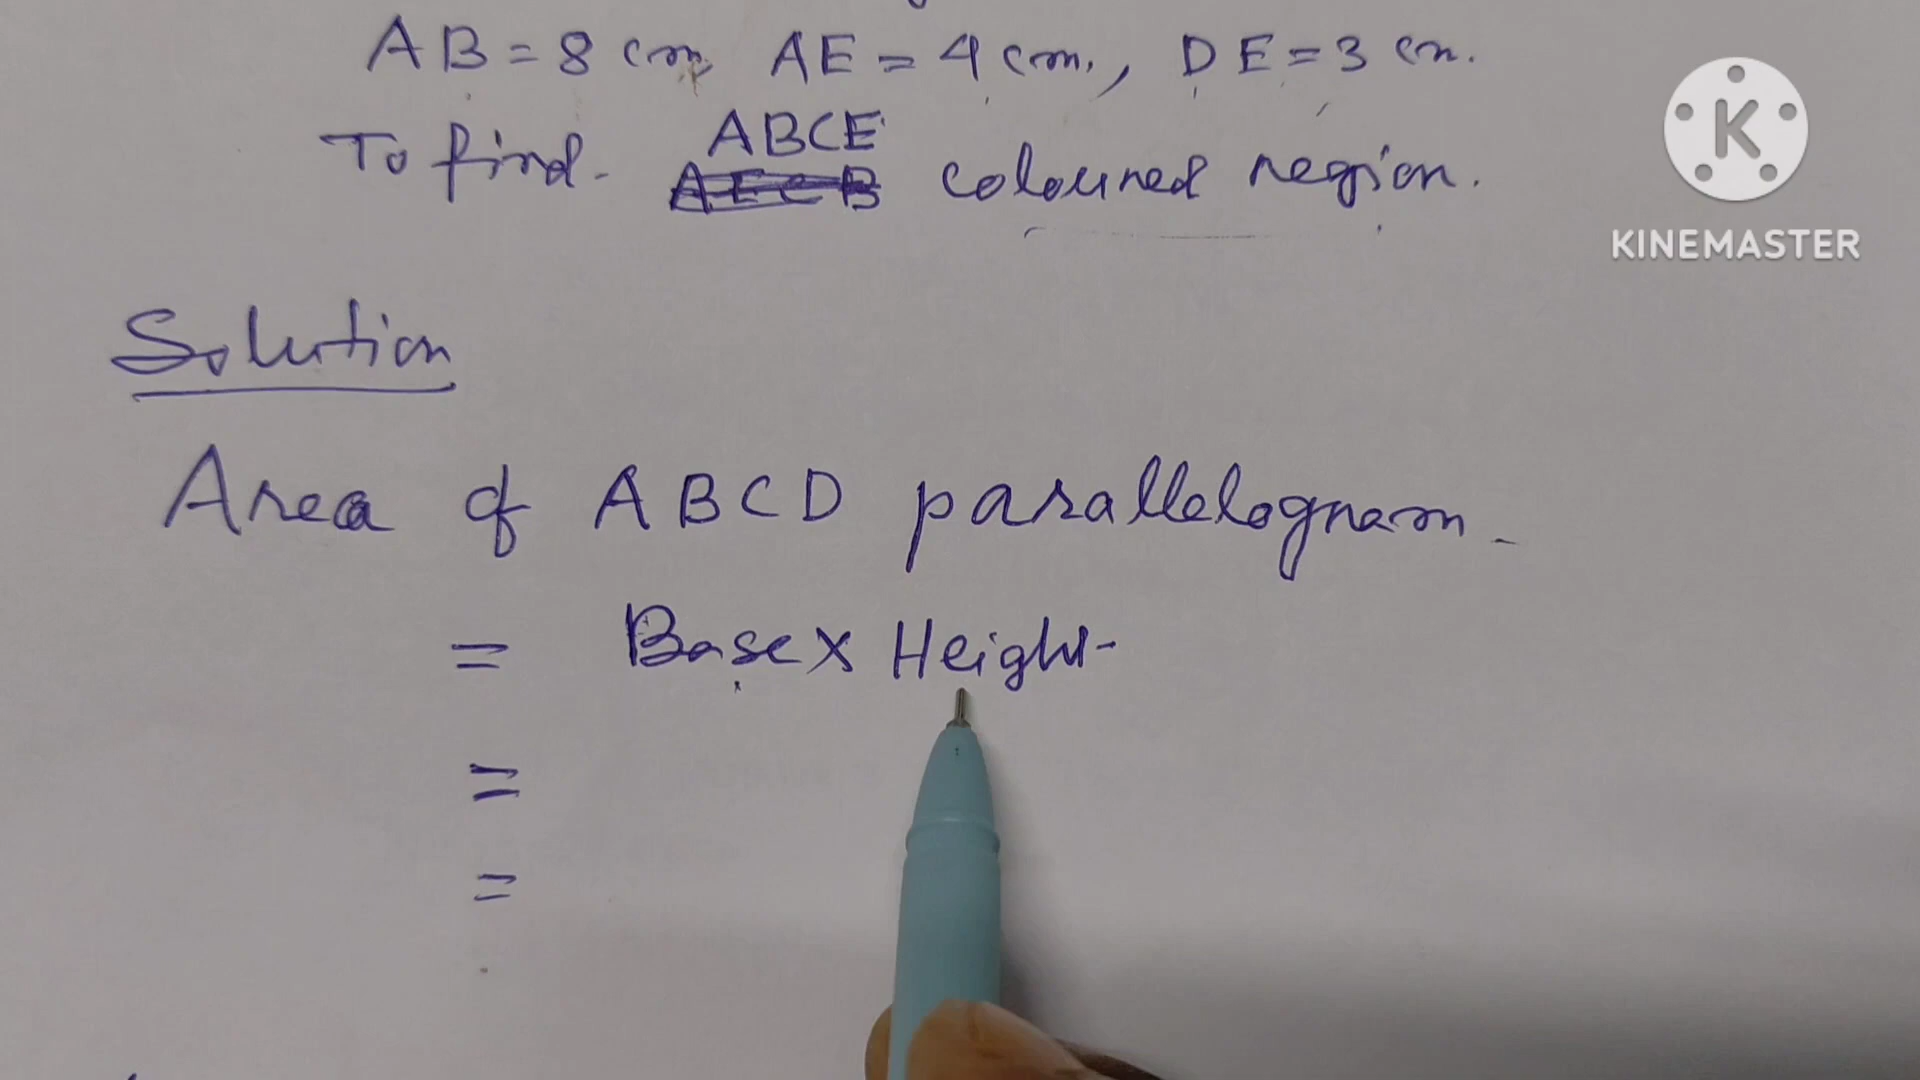 AB = 8 cm, AE = 4 cm., DE = 3 cm.
ABCE
To find. coloured region.
K
KINEMASTER
Solution
Area of ABCD parallelogram.
= Base x Height
=
=